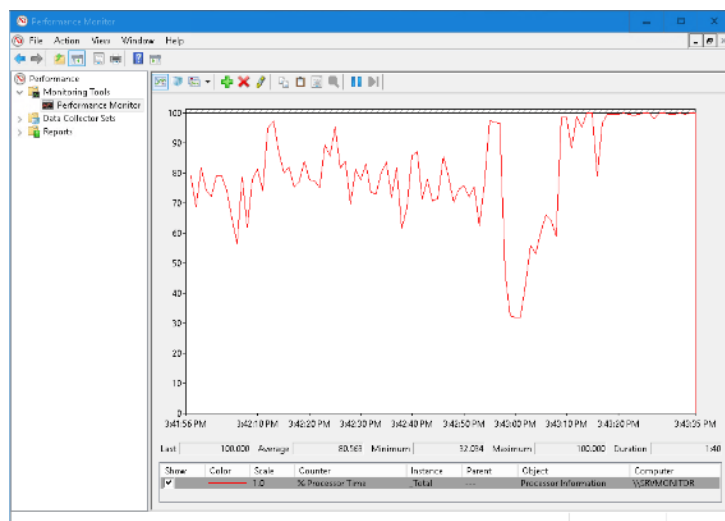 Performance Monitor
File Action View Window Help
Performance
Monitoring Tools
Performance Monitor
Data Collector Sets
Reports
100
90
80
70
60
50
40
30
20
10
0
3:41:56 PM 3:42:10 PM 3:42:20 PM 3:42:30 PM 3:42:40 PM 3:42:50 PM 3:43:00 PM 3:43:10 PM 3:43:20 PM 3:43:35 PM
Last 100.000 Average 80.563 Minimum 32.034 Maximum 100.000 Duration 1:40
Show Color Scale Counter Instance Parent Object Computer
1.0 % Processor Time _Total --- Processor Information \\SRVMONITOR